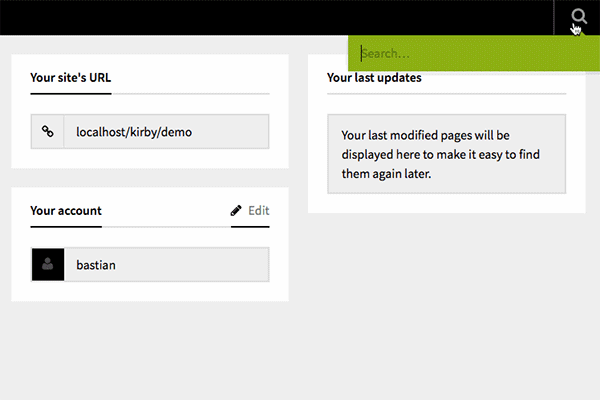 Search...
Your site's URL
localhost/kirby/demo
Your account
Edit
bastian
Your last updates
Your last modified pages will be
displayed here to make it easy to find
them again later.